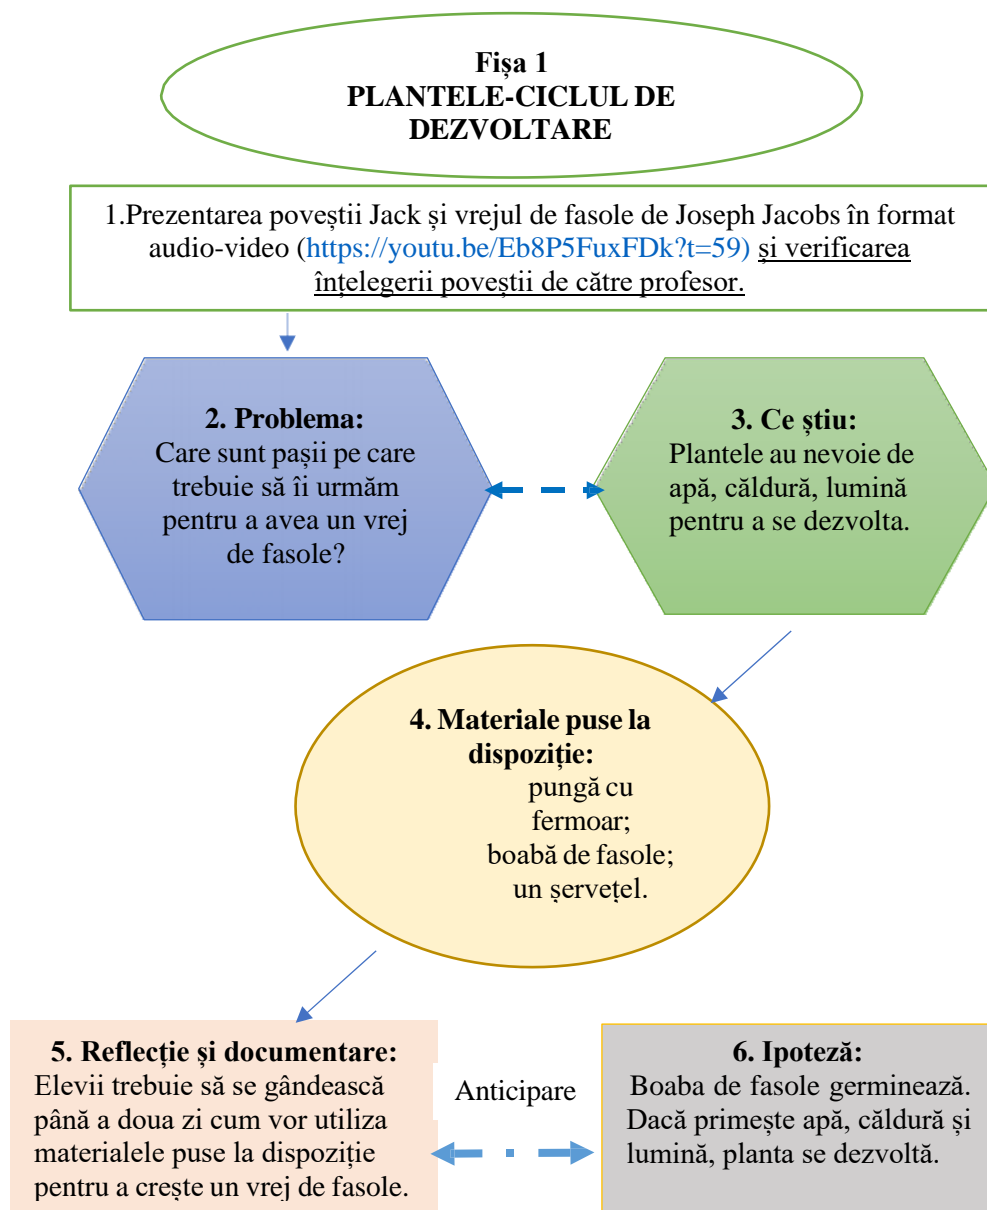 Fișa 1
PLANTELE-CICLUL DE
DEZVOLTARE
1.Prezentarea poveștii Jack și vrejul de fasole de Joseph Jacobs în format
audio-video (https://youtu.be/Eb8P5FuxFDk?t=59) și verificarea
înțelegerii poveștii de către profesor.
2. Problema:
Care sunt pașii pe care
trebuie să îi urmăm
pentru a avea un vrej
de fasole?
3. Ce știu:
Plantele au nevoie de
apă, căldură, lumină
pentru a se dezvolta.
4. Materiale puse la
dispoziție:
pungă cu
fermoar;
boabă de fasole;
un șervețel.
5. Reflecție și documentare:
Elevii trebuie să se gândească
până a doua zi cum vor utiliza
materialele puse la dispoziție
pentru a crește un vrej de fasole.
Anticipare
6. Ipoteză:
Boaba de fasole germinează.
Dacă primește apă, căldură și
lumină, planta se dezvoltă.